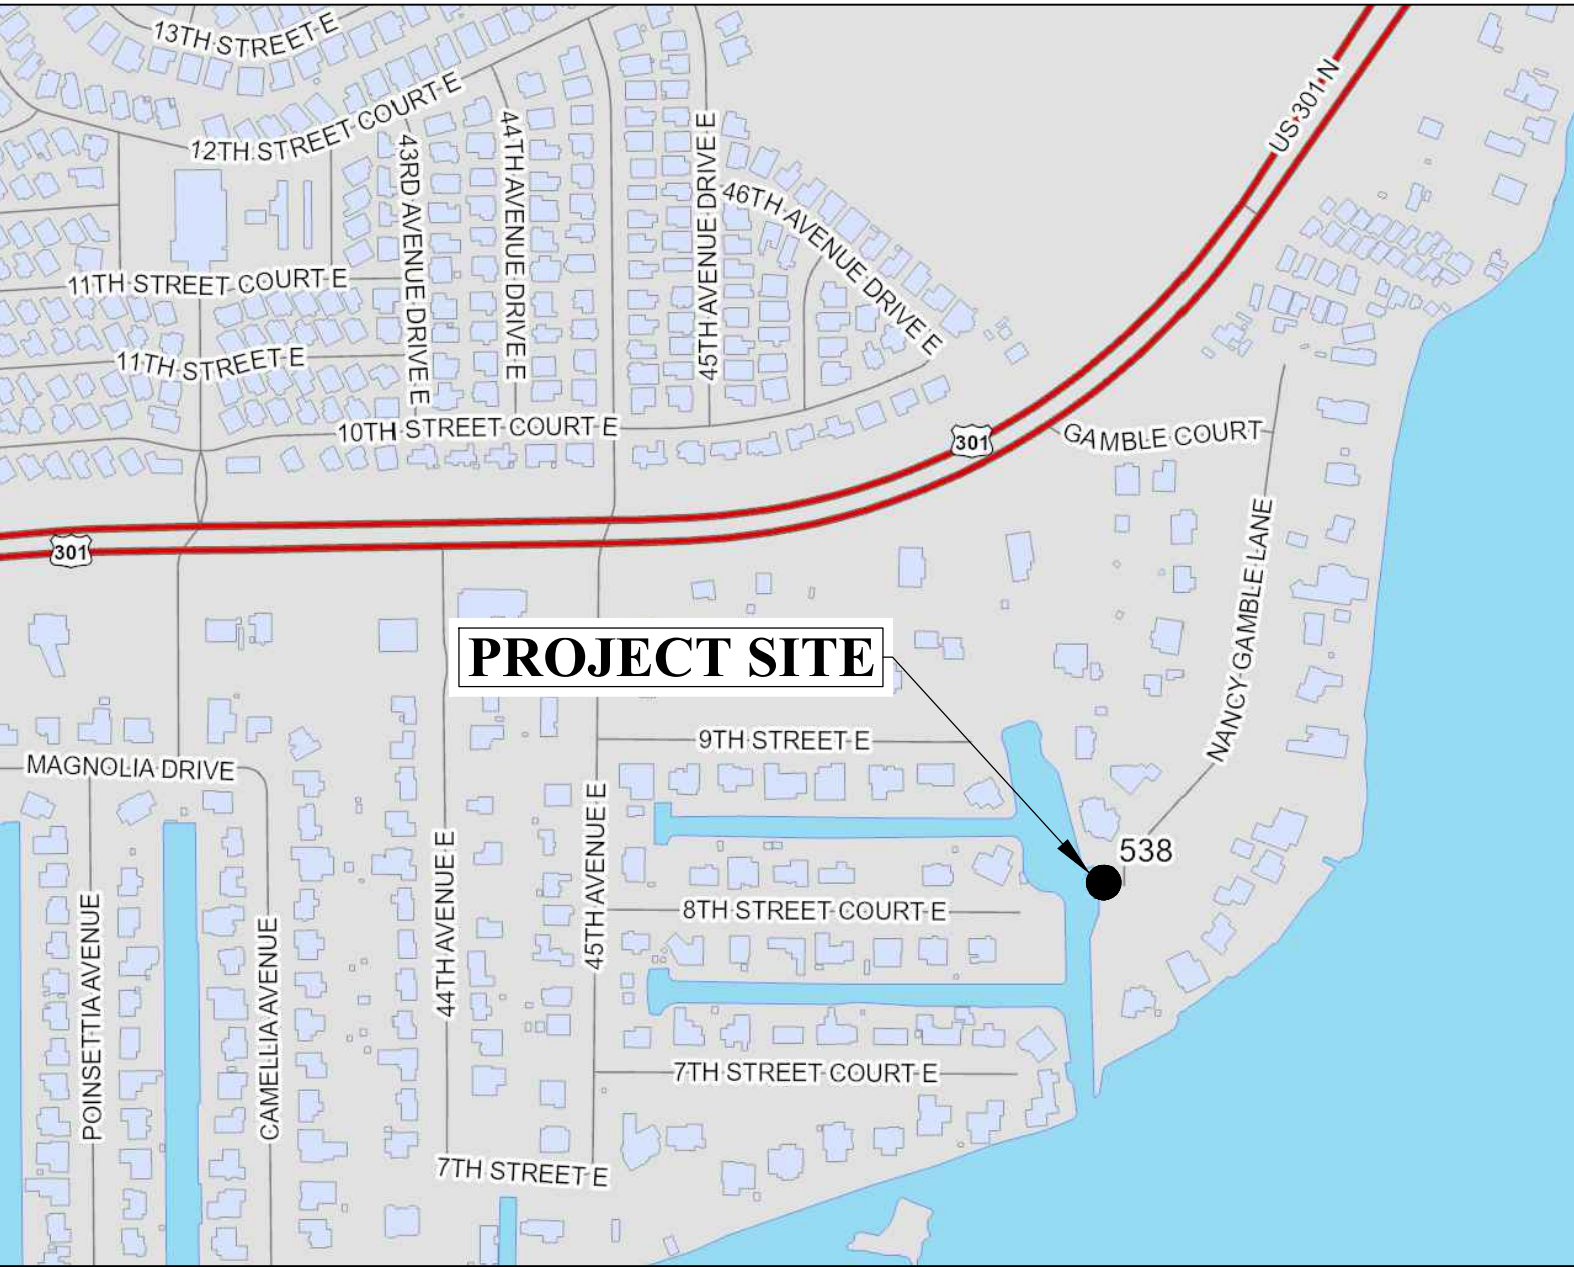 13TH STREET E
12TH STREET COURT E
US 301 N
43RD AVENUE DRIVE E
44TH AVENUE DRIVE E
45TH AVENUE DRIVE E
46TH AVENUE DRIVE E
11TH STREET COURT E
11TH STREET E
10TH STREET COURT E
301
GAMBLE COURT
301
NANCY GAMBLE LANE
PROJECT SITE
9TH STREET E
MAGNOLIA DRIVE
538
45TH AVENUE E
44TH AVENUE E
8TH STREET COURT E
POINSETTIA AVENUE
CAMELLIA AVENUE
7TH STREET COURT E
7TH STREET E